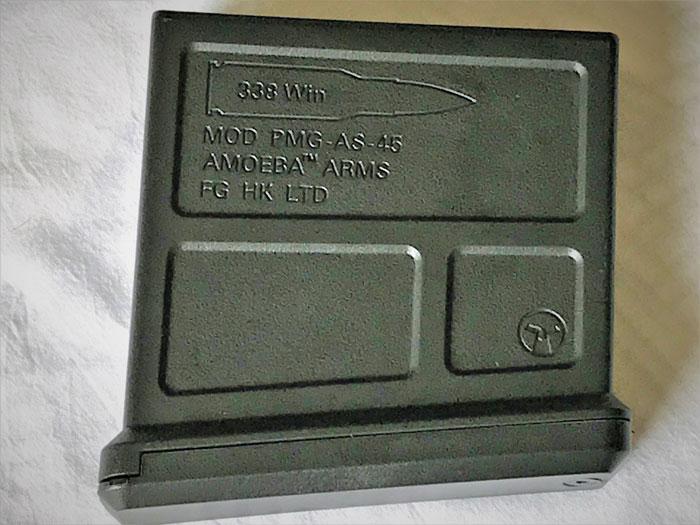 338 Win
MOD PMG-AS-45
AMOEBA™ ARMS
FG HK LTD